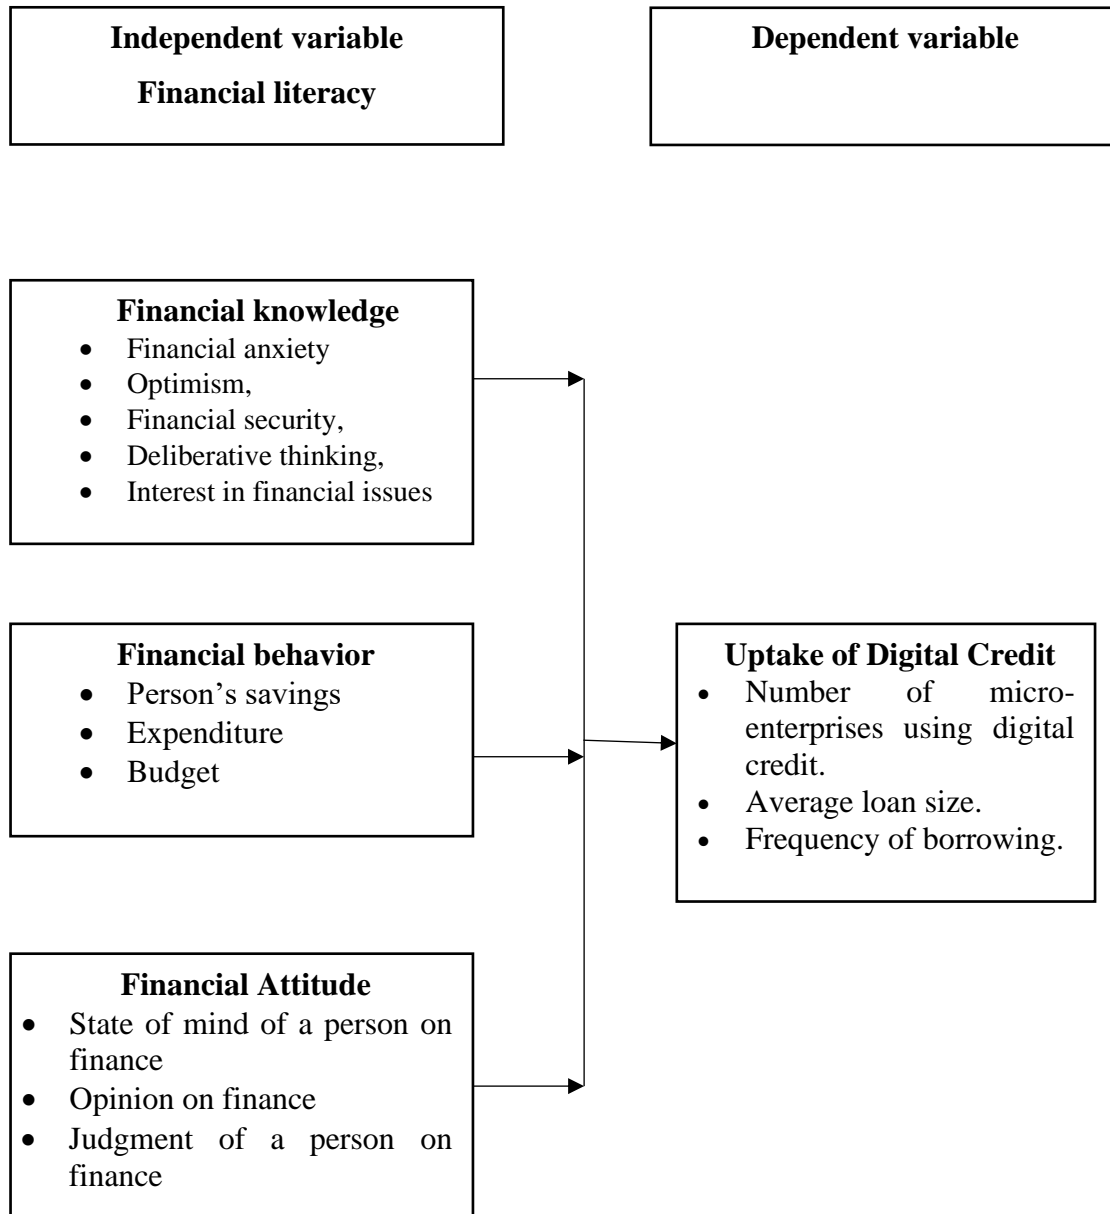 Independent variable
Financial literacy
Dependent variable
Financial knowledge
• Financial anxiety
• Optimism,
• Financial security,
• Deliberative thinking,
• Interest in financial issues
Financial behavior
• Person’s savings
• Expenditure
• Budget
Uptake of Digital Credit
• Number of micro-
enterprises using digital
credit.
• Average loan size.
• Frequency of borrowing.
Financial Attitude
• State of mind of a person on
finance
• Opinion on finance
• Judgment of a person on
finance